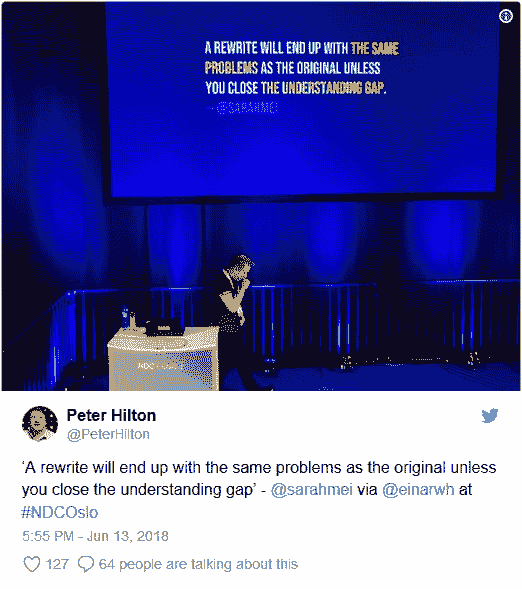 A REWRITE WILL END UP WITH THE SAME
PROBLEMS AS THE ORIGINAL UNLESS
YOU CLOSE THE UNDERSTANDING GAP.
- @SARAHMEI
NDC
Peter Hilton
@PeterHilton
‘A rewrite will end up with the same problems as the original unless
you close the understanding gap’ - @sarahmei via @einarwh at
#NDCOslo
5:55 PM - Jun 13, 2018
127 64 people are talking about this